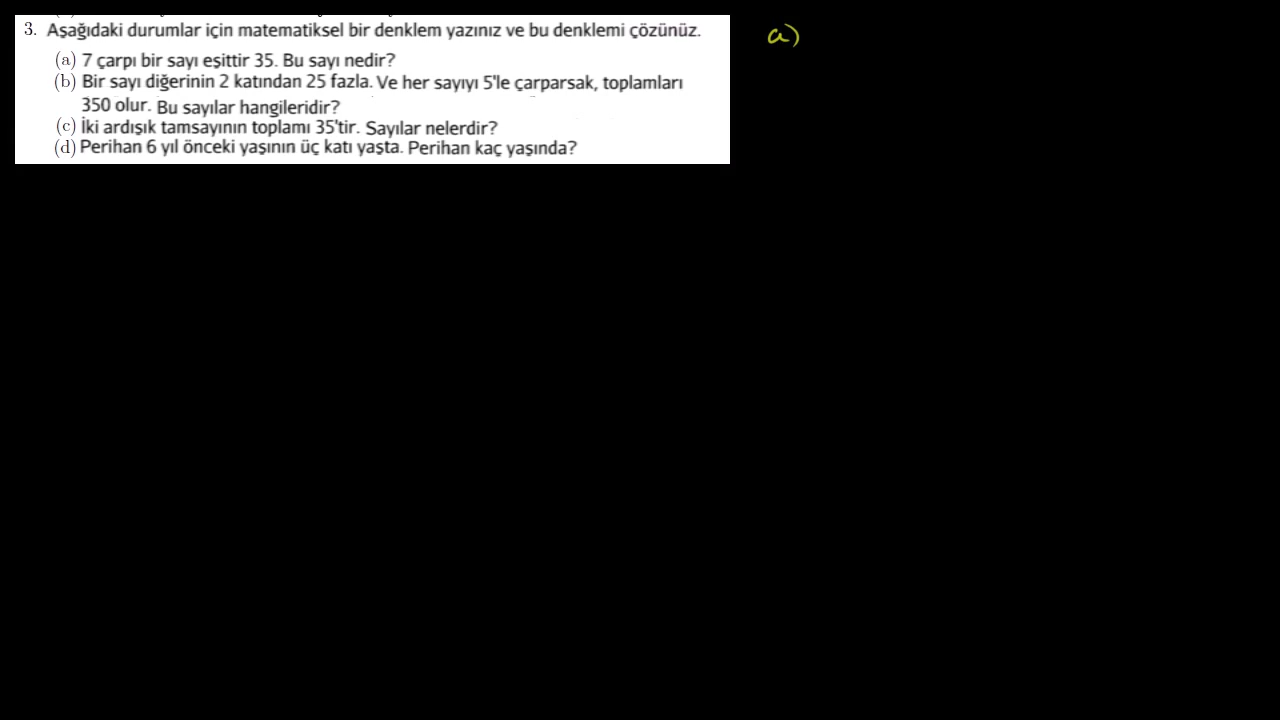 3. Aşağıdaki durumlar için matematiksel bir denklem yazınız ve bu denklemi çözünüz.
(a) 7 çarpı bir sayı eşittir 35. Bu sayı nedir?
(b) Bir sayı diğerinin 2 katından 25 fazla. Ve her sayıyı 5'le çarparsak, toplamları
350 olur. Bu sayılar hangileridir?
(c) İki ardışık tamsayının toplamı 35'tir. Sayılar nelerdir?
(d) Perihan 6 yıl önceki yaşının üç katı yaşta. Perihan kaç yaşında?
a)